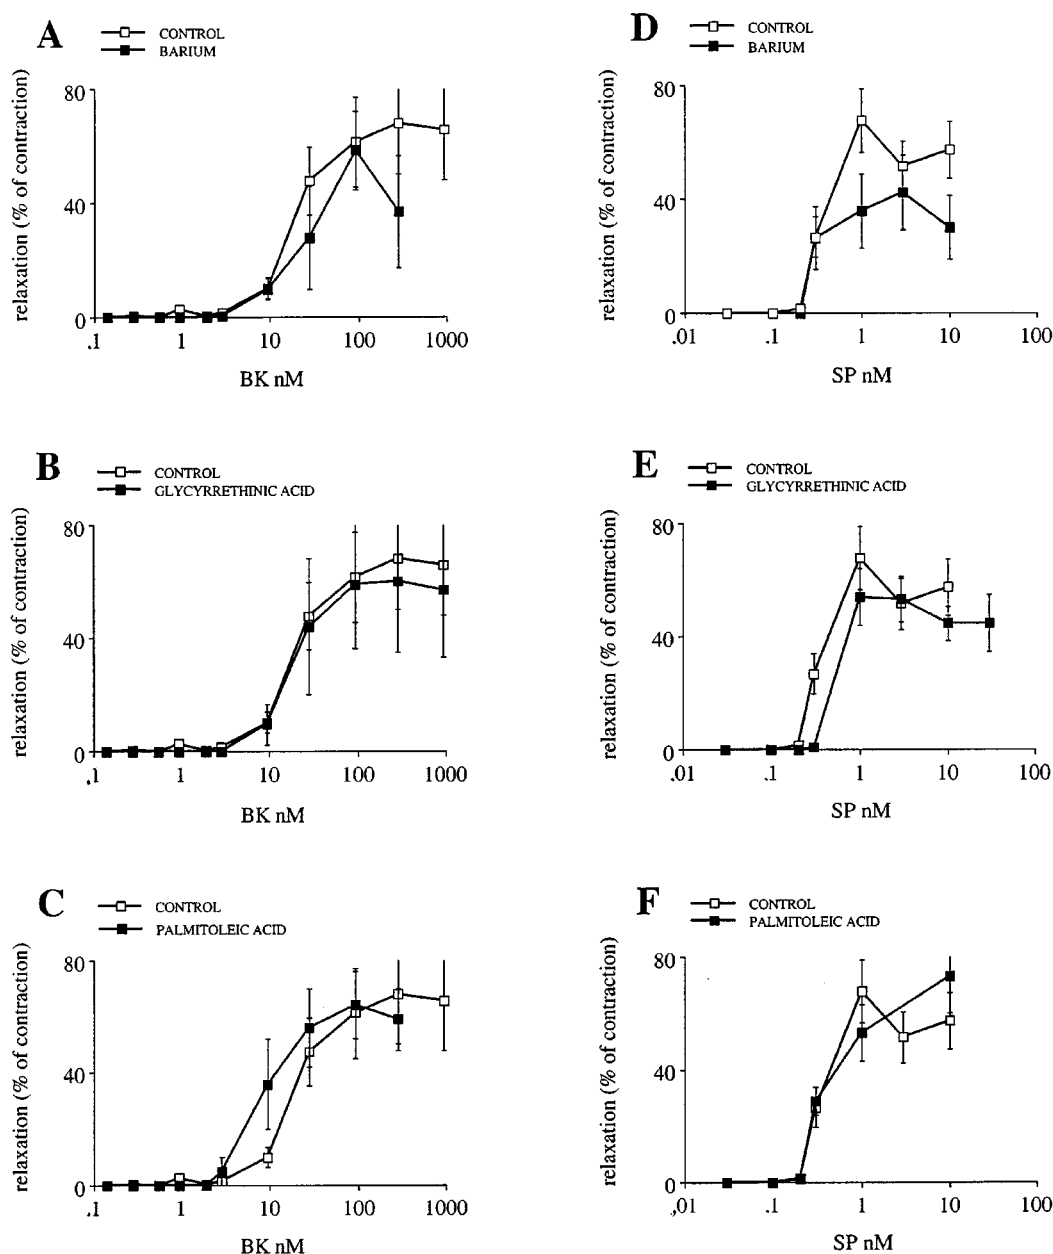 A
CONTROL
BARIUM
relaxation (% of contraction)
80
40
0
.1 1 10 100 1000
BK nM
D
CONTROL
BARIUM
relaxation (% of contraction)
80
40
0
.01 .1 1 10 100
SP nM
B
CONTROL
GLYCYRRETHINIC ACID
relaxation (% of contraction)
80
40
0
.1 1 10 100 1000
BK nM
E
CONTROL
GLYCYRRETHINIC ACID
relaxation (% of contraction)
80
40
0
.01 .1 1 10 100
SP nM
C
CONTROL
PALMITOLEIC ACID
relaxation (% of contraction)
80
40
0
.1 1 10 100 1000
BK nM
F
CONTROL
PALMITOLEIC ACID
relaxation (% of contraction)
80
40
0
.01 .1 1 10 100
SP nM